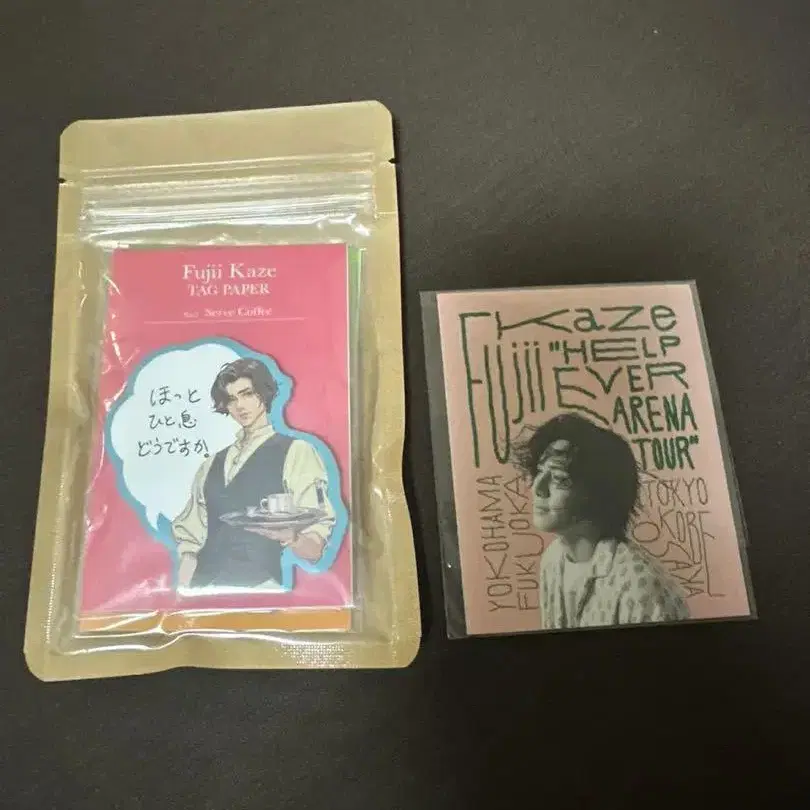 Fujii Kaze
TAG PAPER
Serve Coffee
ほっと
ひと息
どうですか!
Fujii Kaze
"HELP
EVER
ARENA
TOUR"
YOKOHAMA
FUKUOKA
TOKYO
KOBE
OSAKA